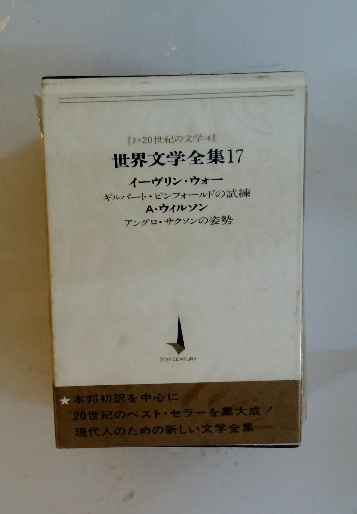 20世紀の文学
世界文学全集17
イーヴリン・ウォー
ギルバート・ピンフォールドの試練
A・ウィルソン
アングロ・サクソンの姿勢
20TH CENTURY
★本邦初訳を中心に
20世紀のベスト・セラーを集大成!
現代人のための新しい文学全集──